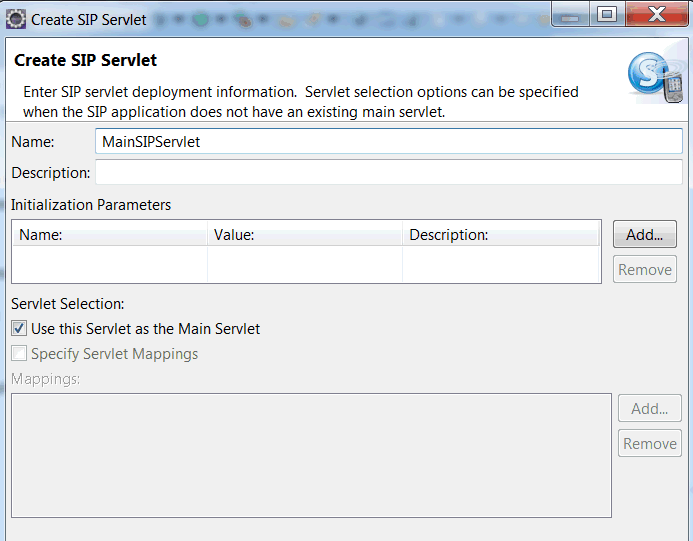 Create SIP Servlet
Create SIP Servlet
Enter SIP servlet deployment information.  Servlet selection options can be specified
when the SIP application does not have an existing main servlet.
Name: MainSIPServlet
Description:
Initialization Parameters
Name: Value: Description: Add...
Remove
Servlet Selection:
Use this Servlet as the Main Servlet
Specify Servlet Mappings
Mappings:
Add...
Remove